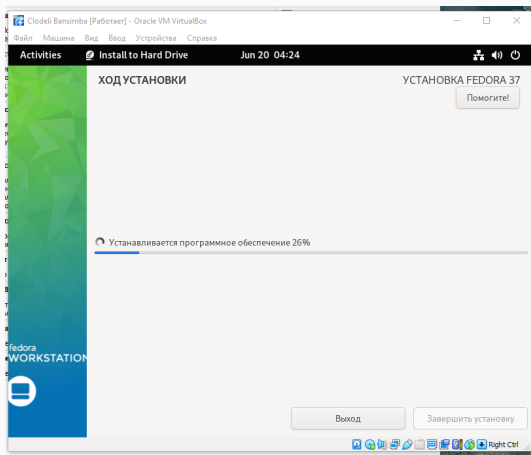 Clodeli Bansimba [Работает] - Oracle VM VirtualBox
Файл Машина Вид Ввод Устройства Справка
Activities Install to Hard Drive Jun 20 04:24
ХОД УСТАНОВКИ УСТАНОВКА FEDORA 37
Помогите!
Устанавливается программное обеспечение 26%
fedora
WORKSTATION
Выход Завершить установку
Right Ctrl